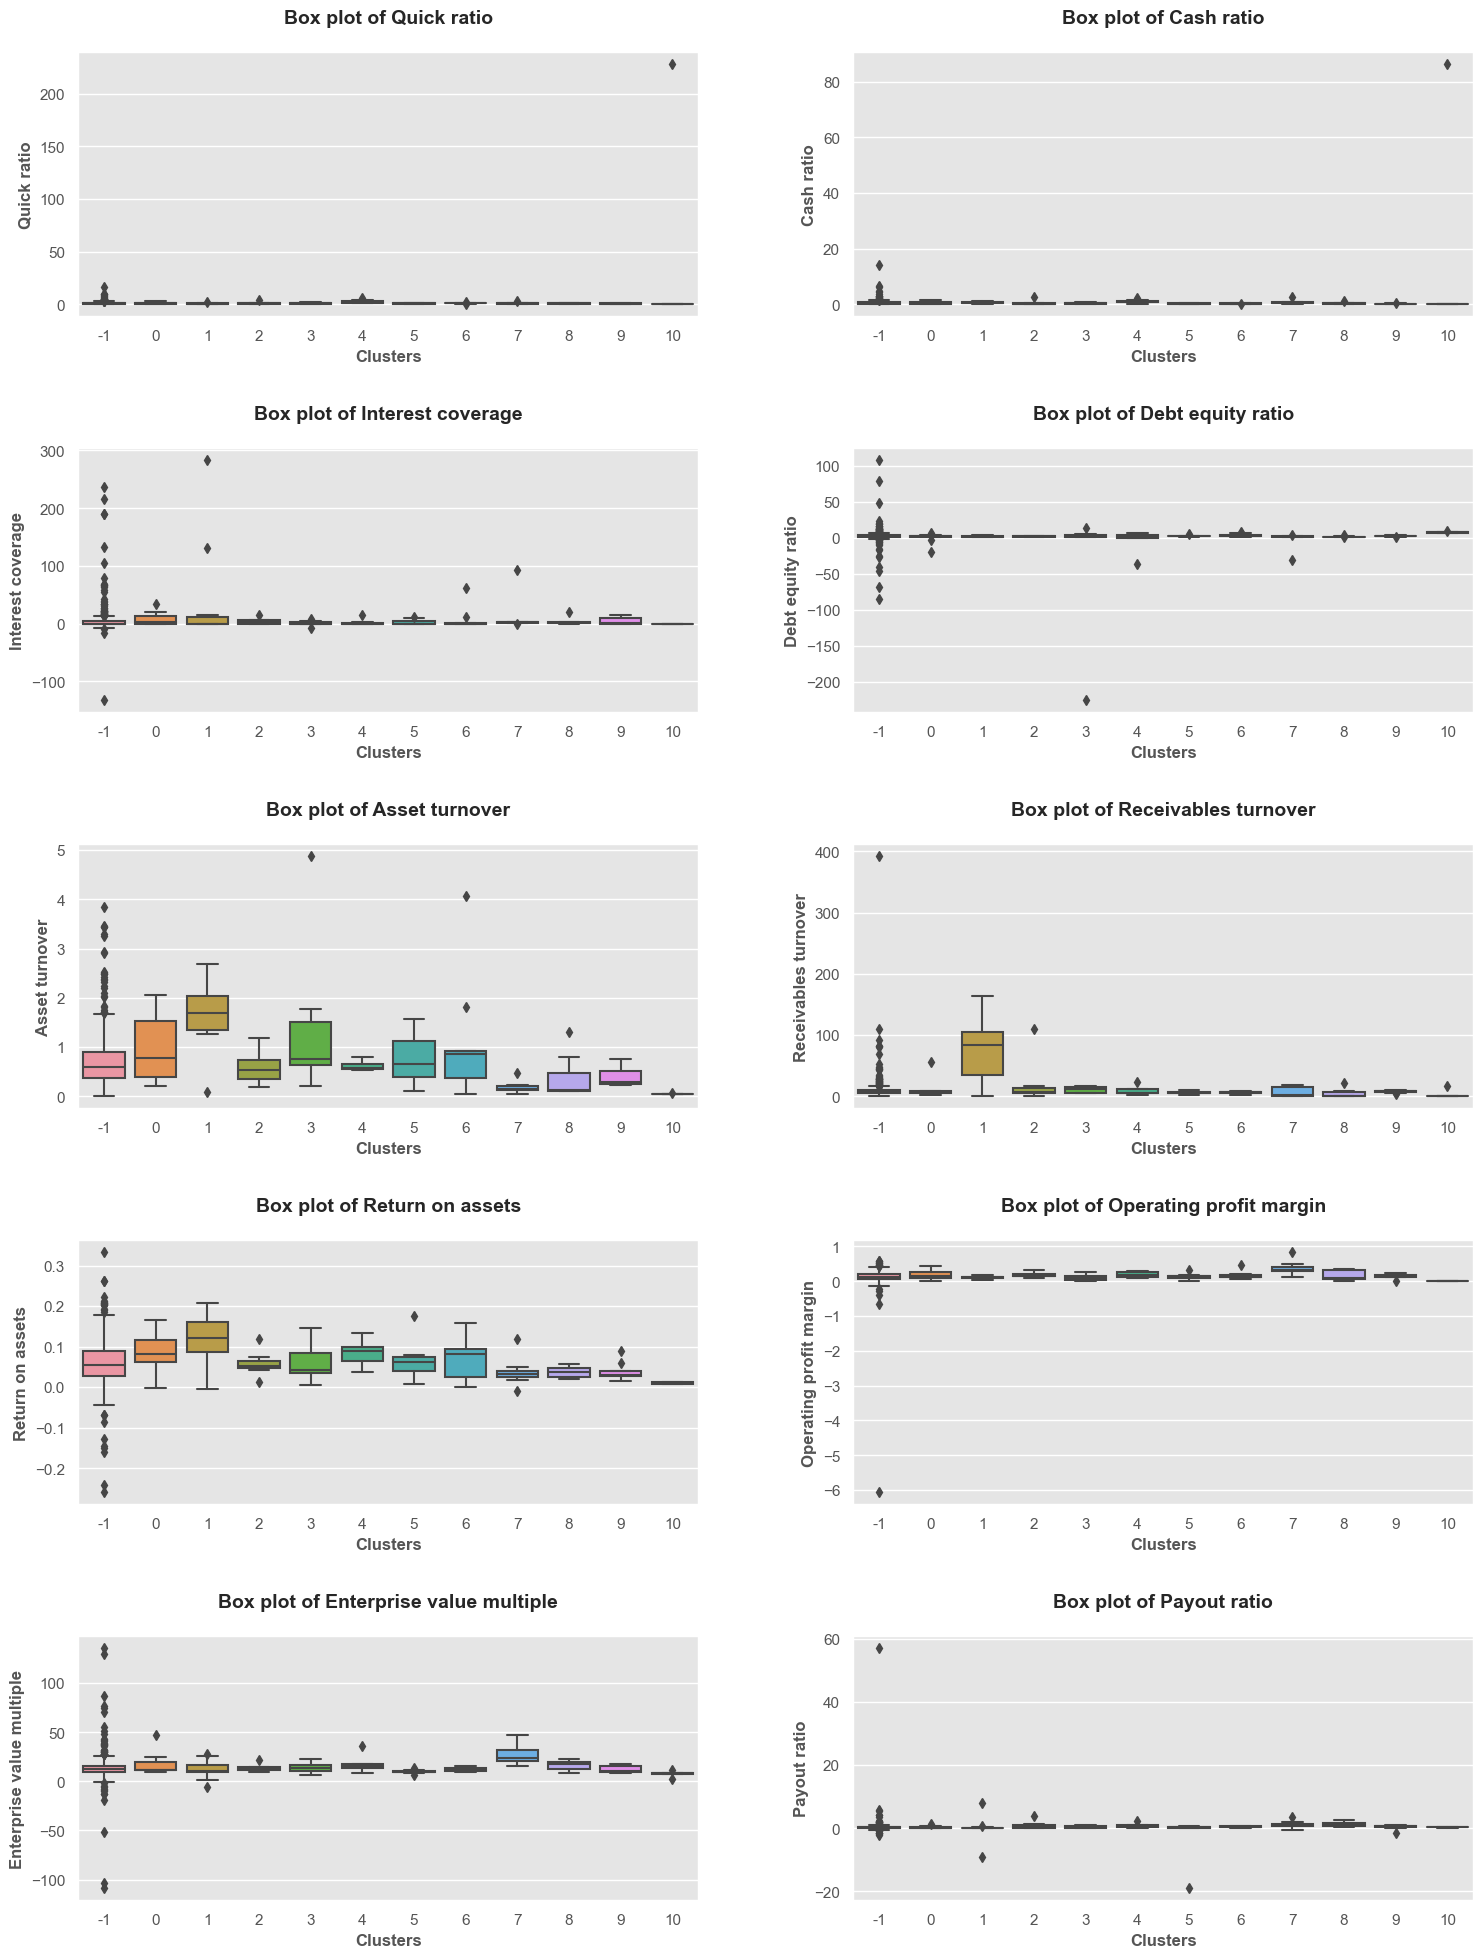 Box plot of Quick ratio
Quick ratio
200
150
100
50
0
-1 0 1 2 3 4 5 6 7 8 9 10
Clusters
Box plot of Cash ratio
Cash ratio
80
60
40
20
0
-1 0 1 2 3 4 5 6 7 8 9 10
Clusters
Box plot of Interest coverage
Interest coverage
300
200
100
0
−100
-1 0 1 2 3 4 5 6 7 8 9 10
Clusters
Box plot of Debt equity ratio
Debt equity ratio
100
50
0
−50
−100
−150
−200
-1 0 1 2 3 4 5 6 7 8 9 10
Clusters
Box plot of Asset turnover
Asset turnover
5
4
3
2
1
0
-1 0 1 2 3 4 5 6 7 8 9 10
Clusters
Box plot of Receivables turnover
Receivables turnover
400
300
200
100
0
-1 0 1 2 3 4 5 6 7 8 9 10
Clusters
Box plot of Return on assets
Return on assets
0.3
0.2
0.1
0.0
−0.1
−0.2
-1 0 1 2 3 4 5 6 7 8 9 10
Clusters
Box plot of Operating profit margin
Operating profit margin
1
0
−1
−2
−3
−4
−5
−6
-1 0 1 2 3 4 5 6 7 8 9 10
Clusters
Box plot of Enterprise value multiple
Enterprise value multiple
100
50
0
−50
−100
-1 0 1 2 3 4 5 6 7 8 9 10
Clusters
Box plot of Payout ratio
Payout ratio
60
40
20
0
−20
-1 0 1 2 3 4 5 6 7 8 9 10
Clusters